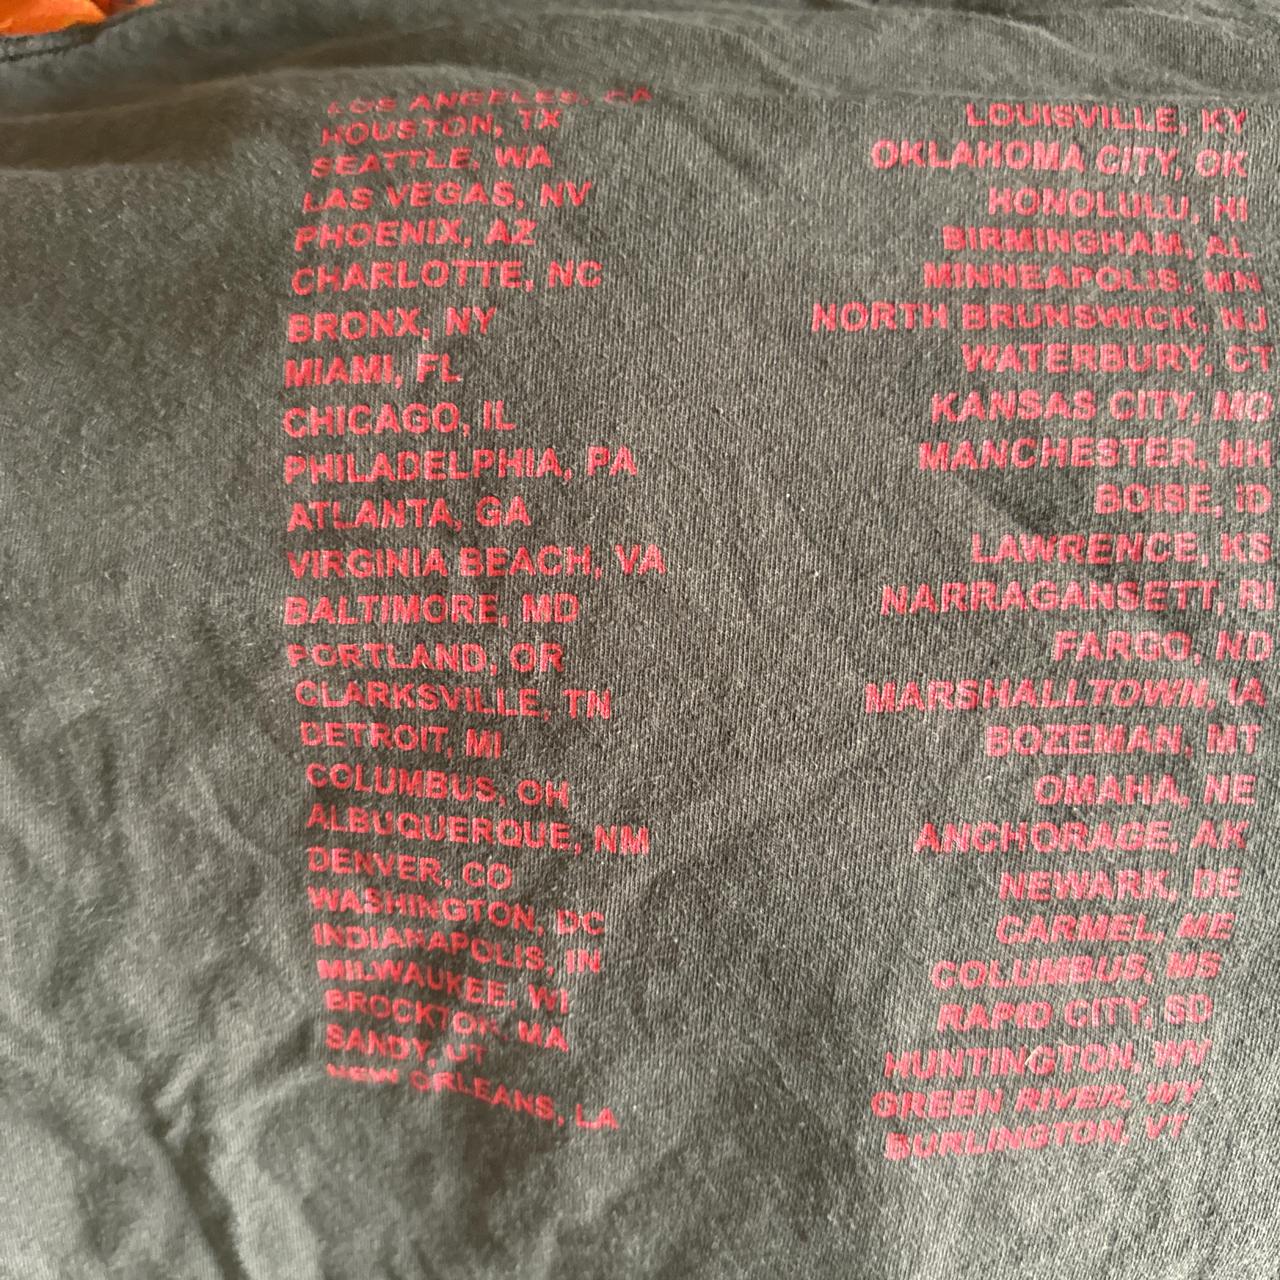 LOS ANGELES, CA
HOUSTON, TX
SEATTLE, WA
LAS VEGAS, NV
PHOENIX, AZ
CHARLOTTE, NC
BRONX, NY
MIAMI, FL
CHICAGO, IL
PHILADELPHIA, PA
ATLANTA, GA
VIRGINIA BEACH, VA
BALTIMORE, MD
PORTLAND, OR
CLARKSVILLE, TN
DETROIT, MI
COLUMBUS, OH
ALBUQUERQUE, NM
DENVER, CO
WASHINGTON, DC
INDIANAPOLIS, IN
MILWAUKEE, WI
BROCKTON, MA
SANDY, UT
NEW ORLEANS, LA
LOUISVILLE, KY
OKLAHOMA CITY, OK
HONOLULU, HI
BIRMINGHAM, AL
MINNEAPOLIS, MN
NORTH BRUNSWICK, NJ
WATERBURY, CT
KANSAS CITY, MO
MANCHESTER, NH
BOISE, ID
LAWRENCE, KS
NARRAGANSETT, RI
FARGO, ND
MARSHALLTOWN, IA
BOZEMAN, MT
OMAHA, NE
ANCHORAGE, AK
NEWARK, DE
CARMEL, ME
COLUMBUS, MS
RAPID CITY, SD
HUNTINGTON, WV
GREEN RIVER, WY
BURLINGTON, VT